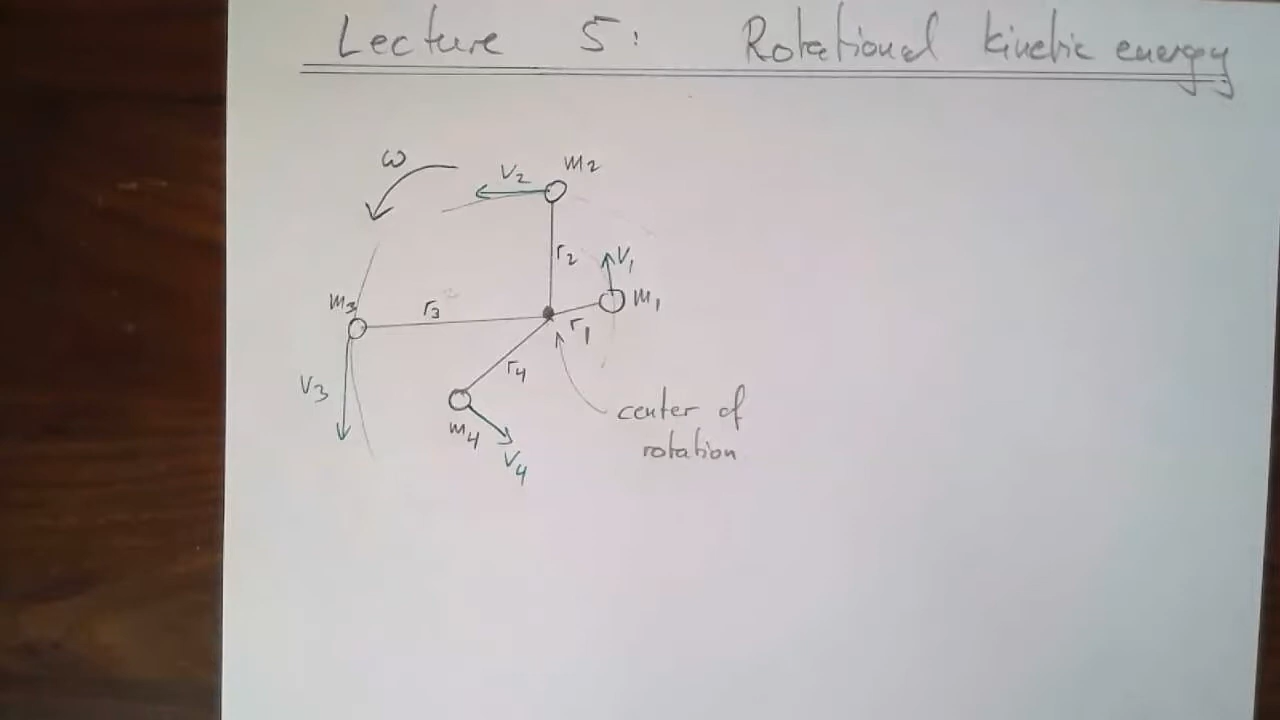 Lecture 5: Rotational kinetic energy
ω
m2
v2
r2
v1
m3
r3
m1
r1
r4
v3
center of
m4
rotation
v4